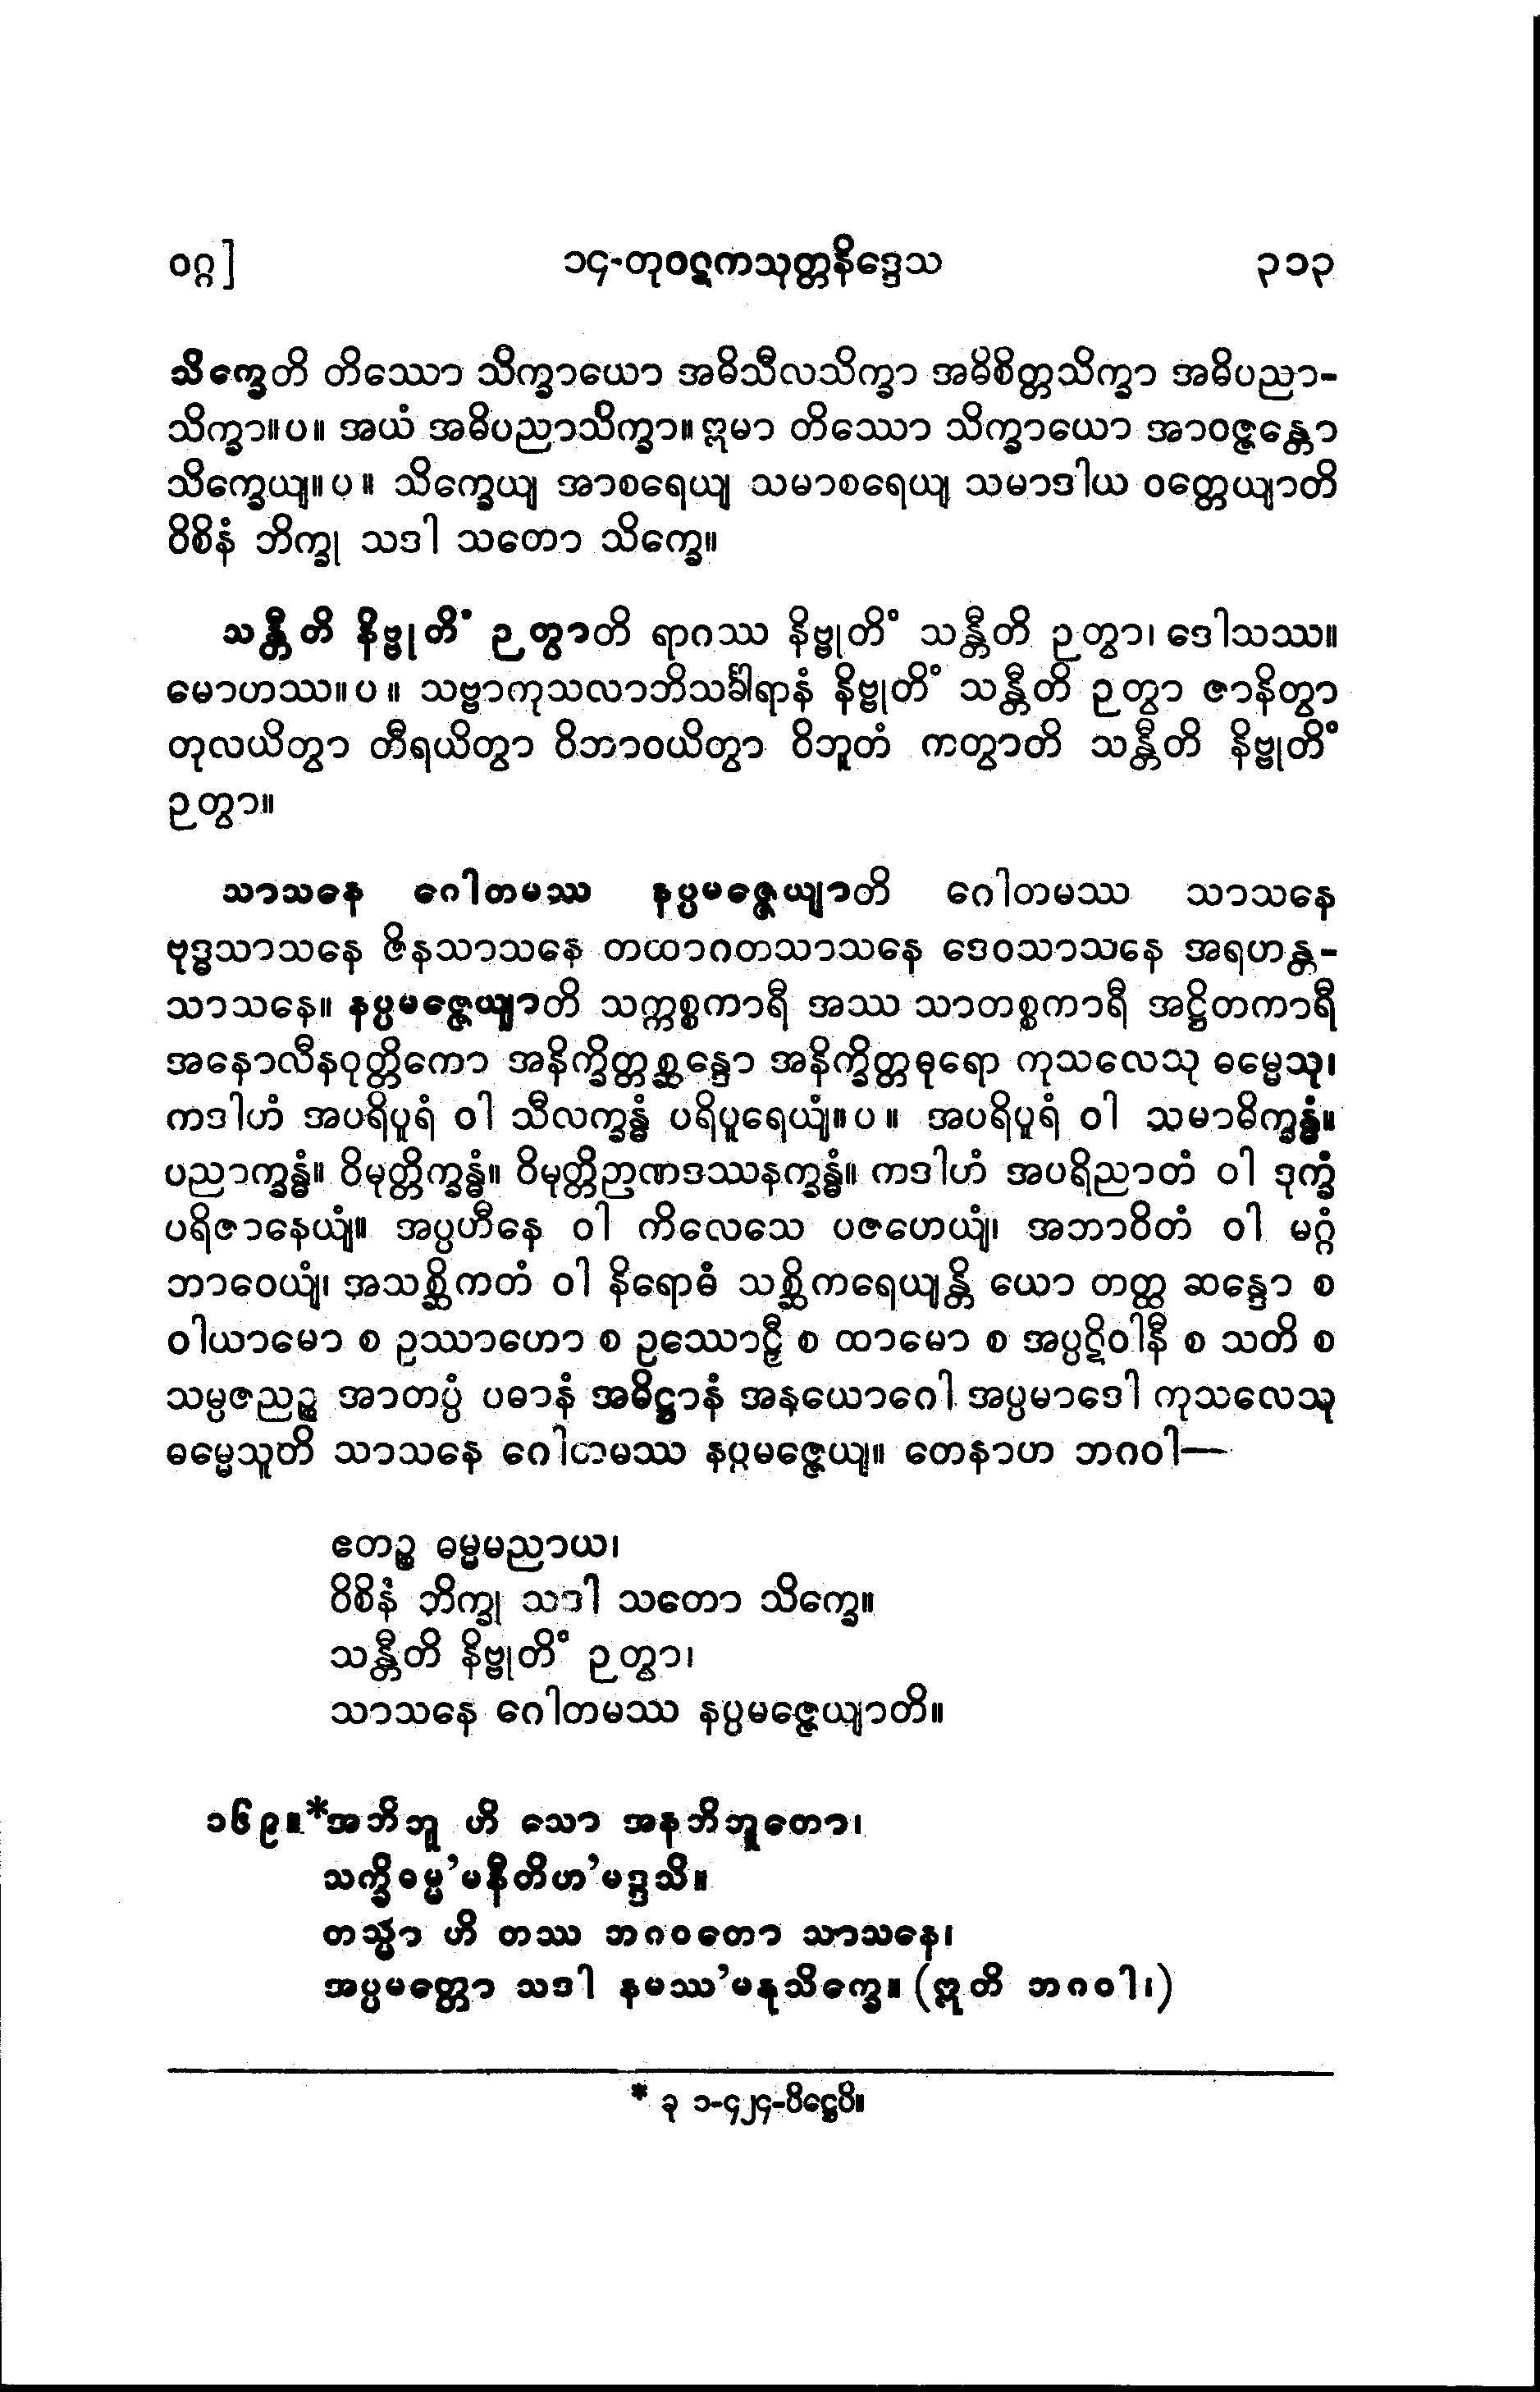 ဝဂ္ဂ]
၁၄-တုဝဋ္ဋကသုတ္တနိဒ္ဒေသ
၃၁၃
သိက္ခေတိ တိဿော သိက္ခာယော အဓိသီလသိက္ခာ အဓိစိတ္တသိက္ခာ အဓိပညာ-
သိက္ခာ။ပ။ အယံ အဓိပညာသိက္ခာ။ ဣမာ တိဿော သိက္ခာယော အာဝဇ္ဇန္တော
သိက္ခေယျ။ပ။ သိက္ခေယျ အာစရေယျ သမာစရေယျ သမာဒါယ ဝတ္တေယျာတိ
ဝိစိနံ ဘိက္ခု သဒါ သတော သိက္ခေ။
သန္တီတိ နိဗ္ဗုတိံ ဉတွာတိ ရာဂဿ နိဗ္ဗုတိံ သန္တီတိ ဉတွာ၊ ဒေါသဿ။
မောဟဿ။ပ။ သဗ္ဗာကုသလာဘိသင်္ခါရာနံ နိဗ္ဗုတိံ သန္တီတိ ဉတွာ ဇာနိတွာ
တုလယိတွာ တီရယိတွာ ဝိဘာဝယိတွာ ဝိဘူတံ ကတွာတိ သန္တီတိ နိဗ္ဗုတိံ
ဉတွာ။
သာသနေ ဂေါတမဿ နပ္ပမဇ္ဇေယျာတိ ဂေါတမဿ သာသနေ
ဗုဒ္ဓသာသနေ ဇိနသာသနေ တထာဂတသာသနေ ဒေဝသာသနေ အရဟန္တ-
သာသနေ။ နပ္ပမဇ္ဇေယျာတိ သက္ကစ္စကာရီ အဿ သာတစ္စကာရီ အဋ္ဌိတကာရီ
အနောလီနဝုတ္တိကော အနိက္ခိတ္တစ္ဆန္ဒော အနိက္ခိတ္တဓုရော ကုသလေသု ဓမ္မေသု၊
ကဒါဟံ အပရိပူရံ ဝါ သီလက္ခန္ဓံ ပရိပူရေယျံ။ပ။ အပရိပူရံ ဝါ သမာဓိက္ခန္ဓံ။
ပညာက္ခန္ဓံ။ ဝိမုတ္တိက္ခန္ဓံ။ ဝိမုတ္တိဉာဏဒဿနက္ခန္ဓံ။ ကဒါဟံ အပရိညာတံ ဝါ ဒုက္ခံ
ပရိဇာနေယျံ။ အပ္ပဟီနေ ဝါ ကိလေသေ ပဇဟေယျံ၊ အဘာဝိတံ ဝါ မဂ္ဂံ
ဘာဝေယျံ၊ အသစ္ဆိကတံ ဝါ နိရောဓံ သစ္ဆိကရေယျန္တိ ယော တတ္ထ ဆန္ဒော စ
ဝါယာမော စ ဥဿာဟော စ ဥဿောဠှီ စ ထာမော စ အပ္ပဋိဝါနီ စ သတိ စ
သမ္ပဇညဉ္စ အာတပ္ပံ ပဓာနံ အဓိဋ္ဌာနံ အနုယောဂေါ အပ္ပမာဒေါ ကုသလေသု
ဓမ္မေသူတိ သာသနေ ဂေါတမဿ နပ္ပမဇ္ဇေယျ။ တေနာဟ ဘဂဝါ—
ဧတဉ္စ ဓမ္မမညာယ၊
ဝိစိနံ ဘိက္ခု သဒါ သတော သိက္ခေ။
သန္တီတိ နိဗ္ဗုတိံ ဉတွာ၊
သာသနေ ဂေါတမဿ နပ္ပမဇ္ဇေယျာတိ။
၁၆၉။*အဘိဘူ ဟိ သော အနဘိဘူတော၊
သက္ခိဓမ္မ’မနီတိဟ’မဒ္ဒသိ။
တသ္မာ ဟိ တဿ ဘဂဝတော သာသနေ၊
အပ္ပမတ္တော သဒါ နမဿ’မနုသိက္ခေ။ (ဣတိ ဘဂဝါ၊)
* ခု ၁-၄၂၄-ပိဋ္ဌေပိ။